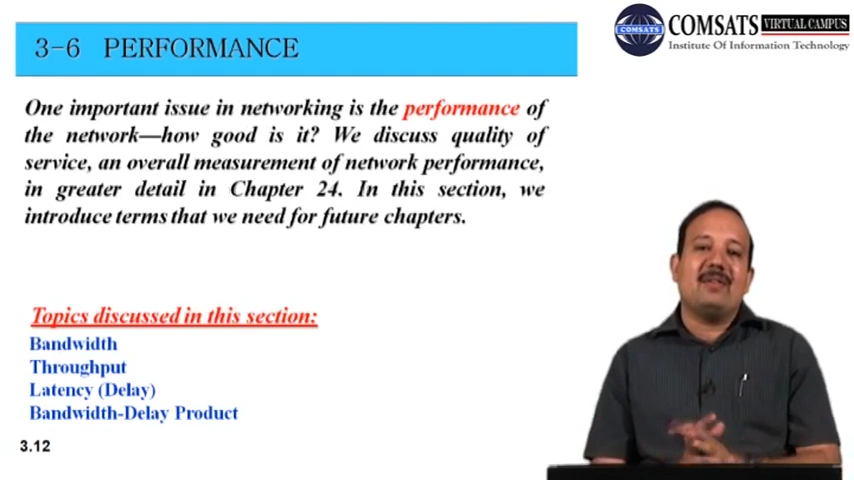 3-6 PERFORMANCE
COMSATS VIRTUAL CAMPUS
Institute Of Information Technology
COMSATS
One important issue in networking is the performance of
the network—how good is it? We discuss quality of
service, an overall measurement of network performance,
in greater detail in Chapter 24. In this section, we
introduce terms that we need for future chapters.
Topics discussed in this section:
Bandwidth
Throughput
Latency (Delay)
Bandwidth-Delay Product
3.12